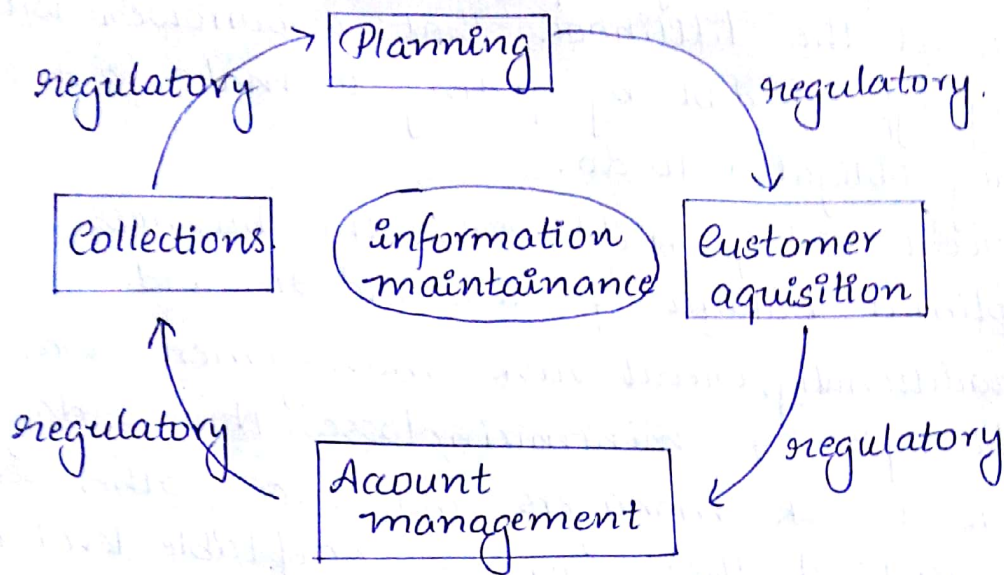 Planning
regulatory
regulatory.
Collections
information
maintainance
Customer
aquisition
regulatory
regulatory
Account
management